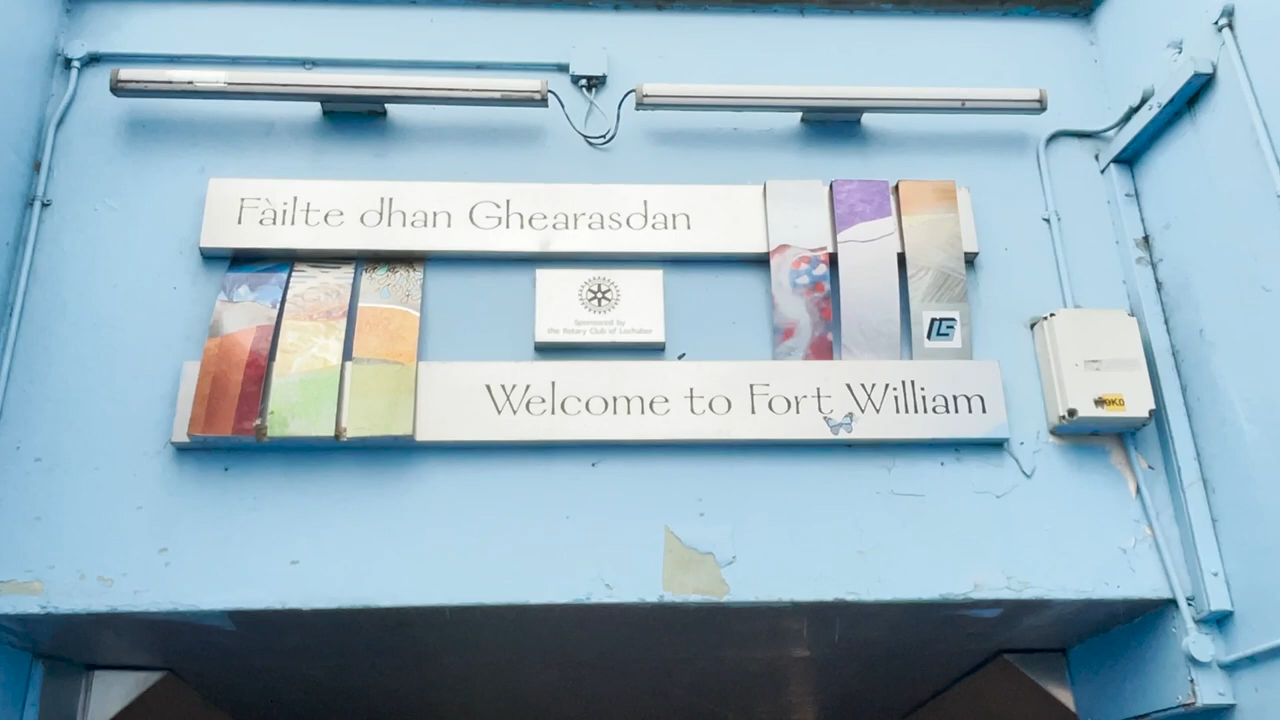 Fàilte dhan Ghearasdan
Sponsored by
the Rotary Club of Lochaber
Welcome to Fort William